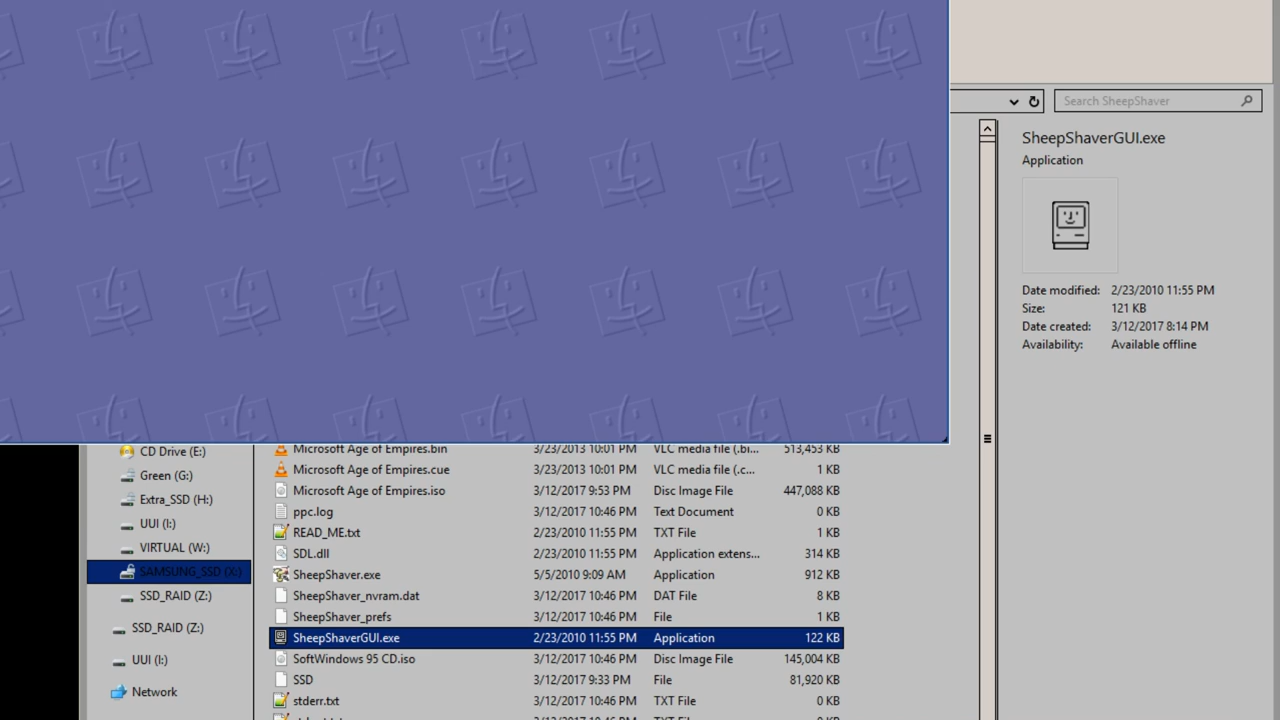 Search SheepShaver
SheepShaverGUI.exe
Application
Date modified: 2/23/2010 11:55 PM
Size: 121 KB
Date created: 3/12/2017 8:14 PM
Availability: Available offline
CD Drive (E:)
Green (G:)
Extra_SSD (H:)
UUI (I:)
VIRTUAL (W:)
SAMSUNG_SSD (X:)
SSD_RAID (Z:)
SSD_RAID (Z:)
UUI (I:)
Network
Microsoft Age of Empires.bin 3/23/2013 10:01 PM VLC media file (.bi... 513,453 KB
Microsoft Age of Empires.cue 3/23/2013 10:01 PM VLC media file (.c... 1 KB
Microsoft Age of Empires.iso 3/12/2017 9:53 PM Disc Image File 447,088 KB
ppc.log 3/12/2017 10:46 PM Text Document 0 KB
READ_ME.txt 2/23/2010 11:55 PM TXT File 1 KB
SDL.dll 2/23/2010 11:55 PM Application extens... 314 KB
SheepShaver.exe 5/5/2010 9:09 AM Application 912 KB
SheepShaver_nvram.dat 3/12/2017 10:46 PM DAT File 8 KB
SheepShaver_prefs 3/12/2017 10:46 PM File 1 KB
SheepShaverGUI.exe 2/23/2010 11:55 PM Application 122 KB
SoftWindows 95 CD.iso 3/12/2017 10:46 PM Disc Image File 145,004 KB
SSD 3/12/2017 9:33 PM File 81,920 KB
stderr.txt 3/12/2017 10:46 PM TXT File 0 KB